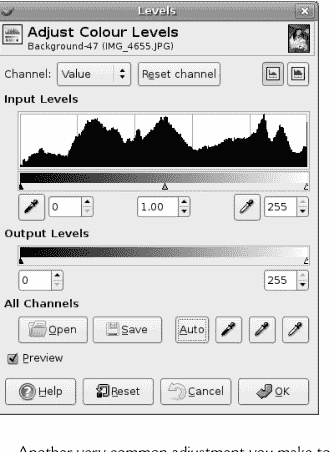 Levels
Adjust Colour Levels
Background-47 (IMG_4655.JPG)
Channel: Value Reset channel
Input Levels
0 1.00 255
Output Levels
0 255
All Channels
Open Save Auto
Preview
Help Reset Cancel OK
Another very common adjustment you make to